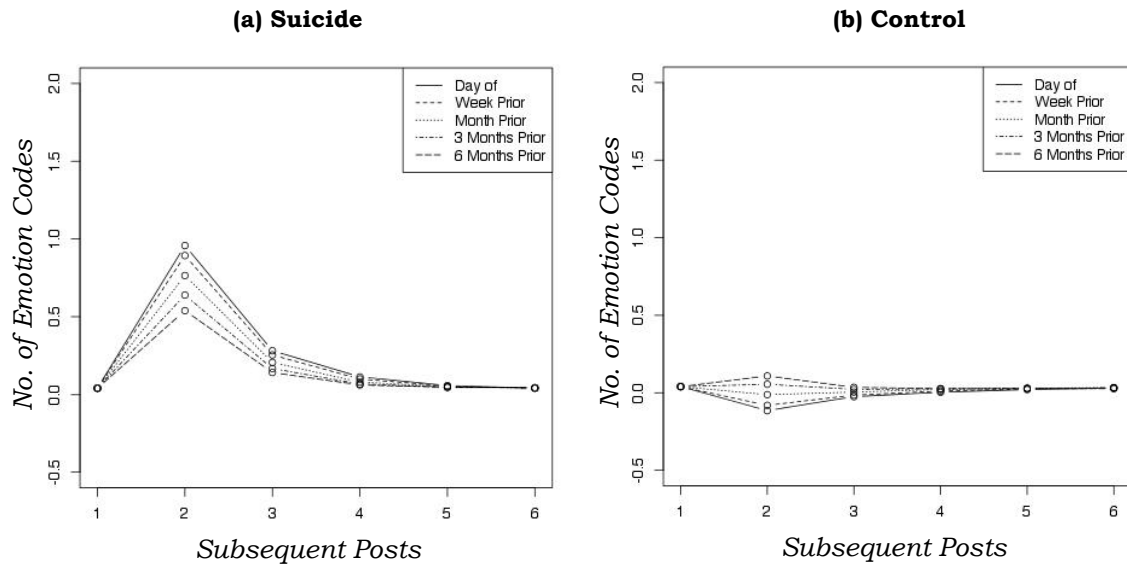 (a) Suicide
No. of Emotion Codes
2.0
1.5
1.0
0.5
0.0
-0.5
Day of
Week Prior
Month Prior
3 Months Prior
6 Months Prior
1 2 3 4 5 6
Subsequent Posts
(b) Control
No. of Emotion Codes
2.0
1.5
1.0
0.5
0.0
-0.5
Day of
Week Prior
Month Prior
3 Months Prior
6 Months Prior
1 2 3 4 5 6
Subsequent Posts